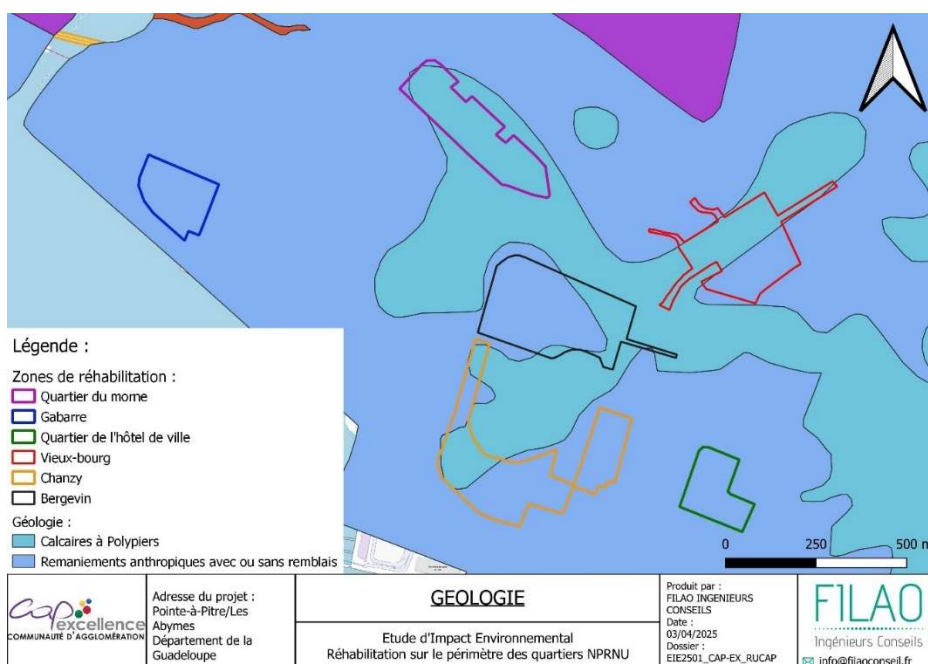 Légende :
Zones de réhabilitation :
Quartier du morne
Gabarre
Quartier de l'hôtel de ville
Vieux-bourg
Chanzy
Bergevin
Géologie :
Calcaires à Polypiers
Remaniements anthropiques avec ou sans remblais
0 250 500 m
Cap
excellence
COMMUNAUTÉ D'AGGLOMÉRATION
Adresse du projet :
Pointe-à-Pitre/Les
Abymes
Département de la
Guadeloupe
GEOLOGIE
Etude d'Impact Environnemental
Réhabilitation sur le périmètre des quartiers NPRNU
Produit par :
FILAO INGENIEURS
CONSEILS
Date :
03/04/2025
Dossier :
EIE2501_CAP-EX_RUCAP
FILAO
Ingénieurs Conseils
info@filaoconseil.fr